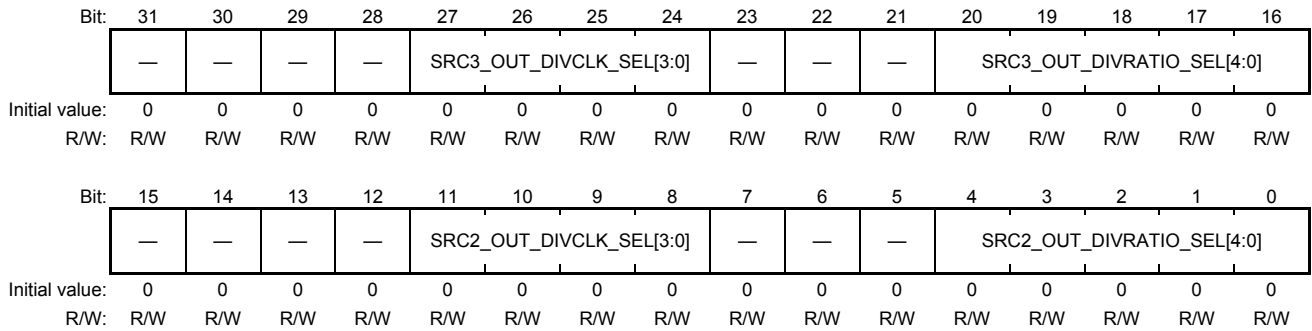 Bit: 31 30 29 28 27 26 25 24 23 22 21 20 19 18 17 16
— — — — SRC3_OUT_DIVCLK_SEL[3:0] — — — SRC3_OUT_DIVRATIO_SEL[4:0]
Initial value: 0 0 0 0 0 0 0 0 0 0 0 0 0 0 0 0
R/W: R/W R/W R/W R/W R/W R/W R/W R/W R/W R/W R/W R/W R/W R/W R/W R/W
Bit: 15 14 13 12 11 10 9 8 7 6 5 4 3 2 1 0
— — — — SRC2_OUT_DIVCLK_SEL[3:0] — — — SRC2_OUT_DIVRATIO_SEL[4:0]
Initial value: 0 0 0 0 0 0 0 0 0 0 0 0 0 0 0 0
R/W: R/W R/W R/W R/W R/W R/W R/W R/W R/W R/W R/W R/W R/W R/W R/W R/W